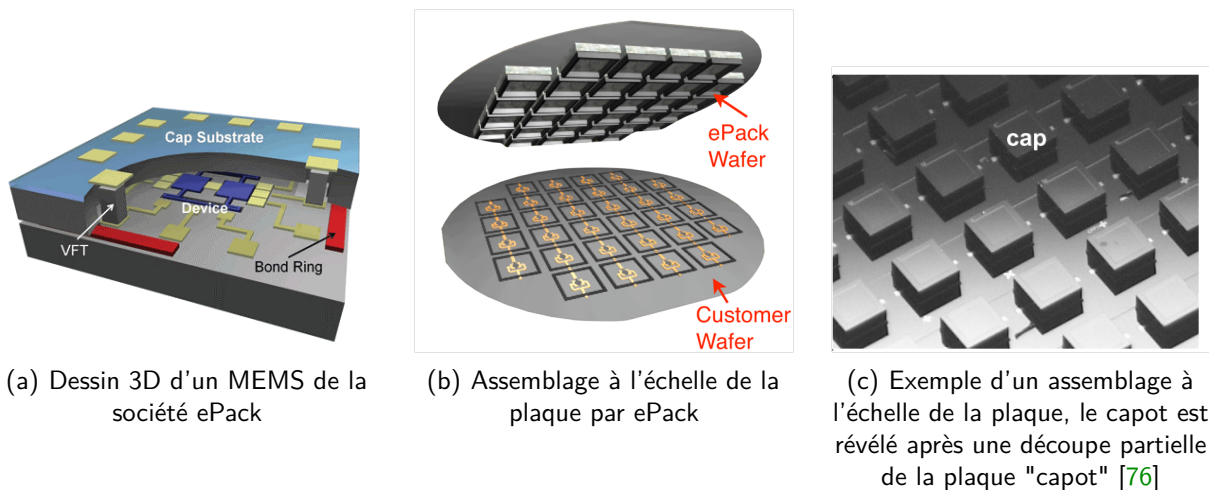 Cap Substrate
Device
VFT
Bond Ring
ePack
Wafer
Customer
Wafer
cap
(a) Dessin 3D d'un MEMS de la
société ePack
(b) Assemblage à l'échelle de la
plaque par ePack
(c) Exemple d'un assemblage à
l'échelle de la plaque, le capot est
révélé après une découpe partielle
de la plaque "capot" [76]